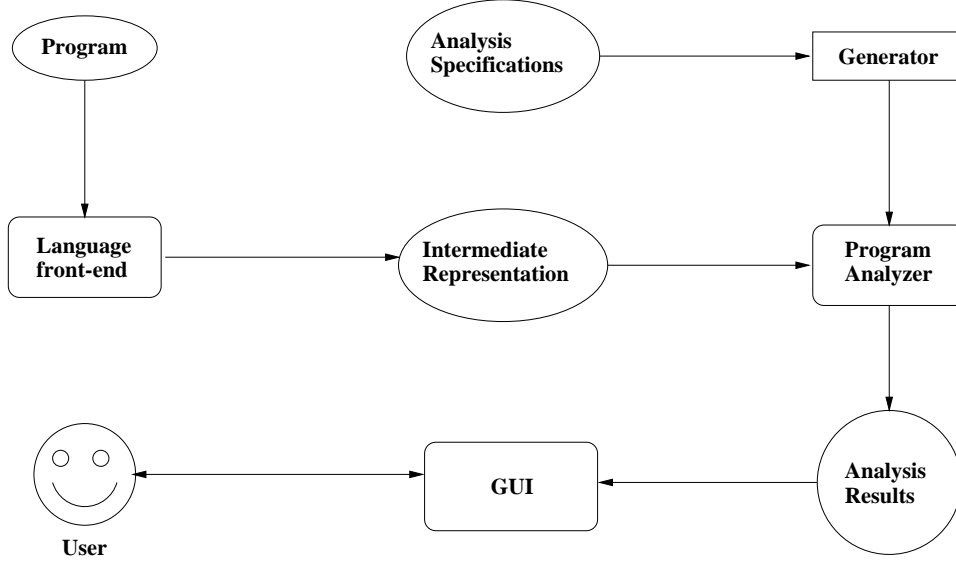 Program
Analysis
Specifications
Generator
Language
front-end
Intermediate
Representation
Program
Analyzer
User
GUI
Analysis
Results